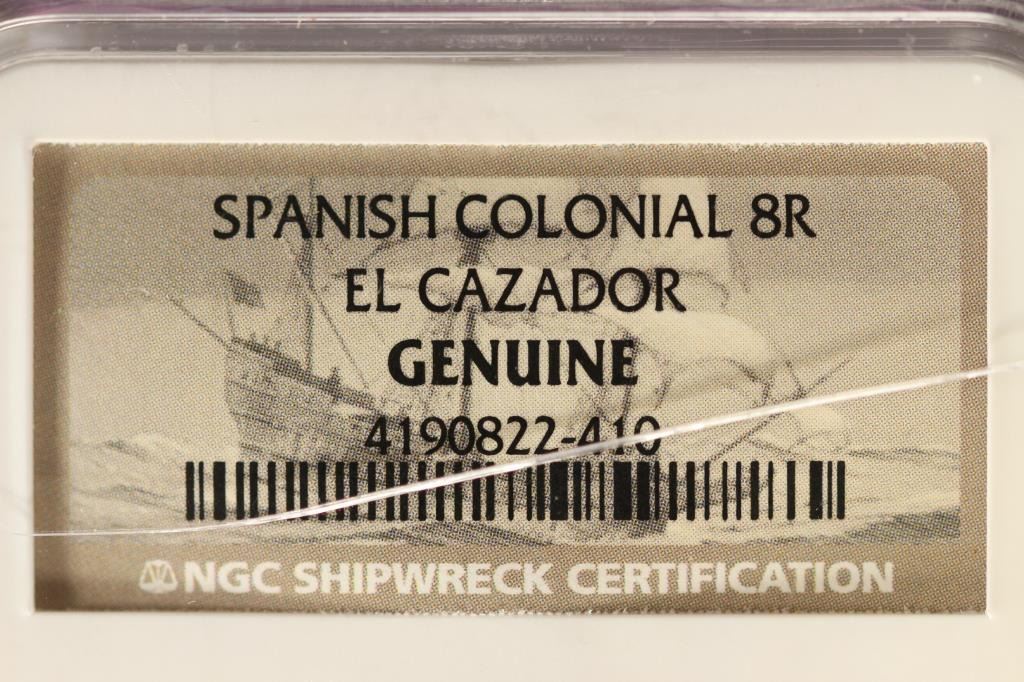 SPANISH COLONIAL 8R
EL CAZADOR
GENUINE
4190822-410
NGC SHIPWRECK CERTIFICATION